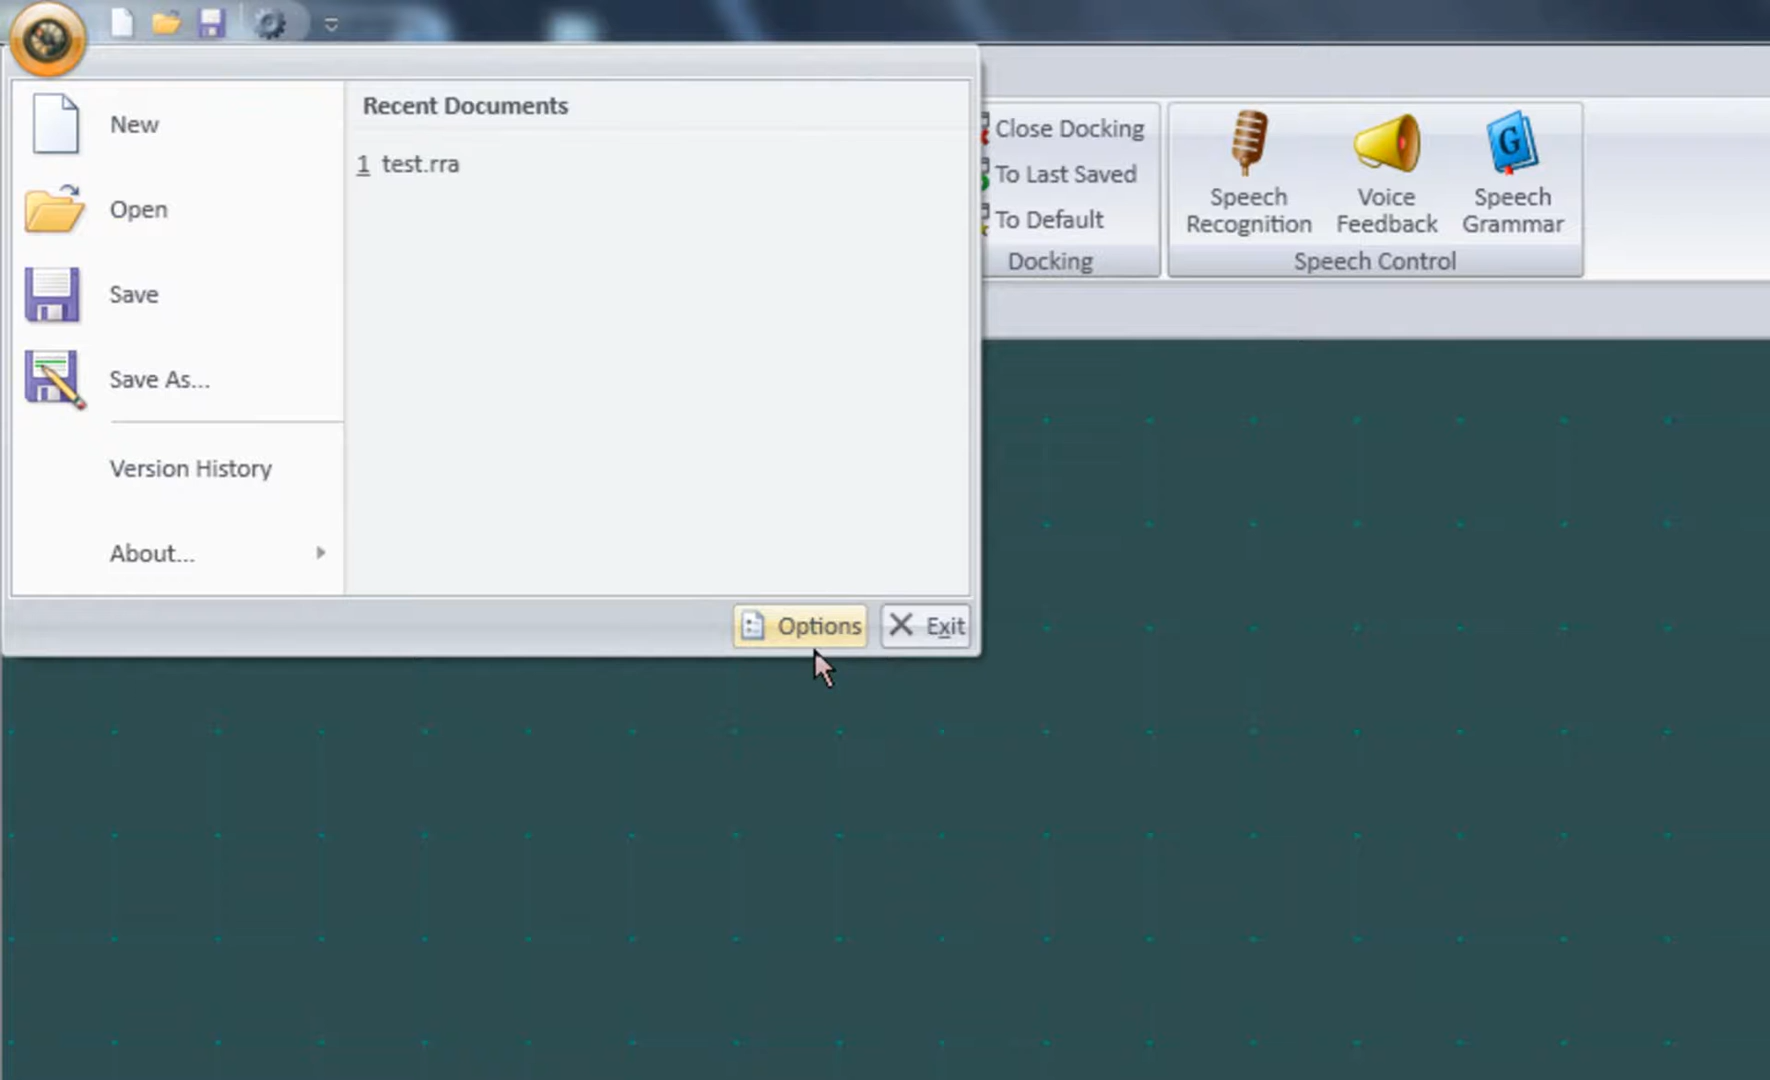 Recent Documents
New
1 test.rra
Open
Save
Save As...
Version History
About...
Options
Exit
Close Docking
To Last Saved
To Default
Docking
Speech
Recognition
Voice
Feedback
Speech
Grammar
G
Speech Control